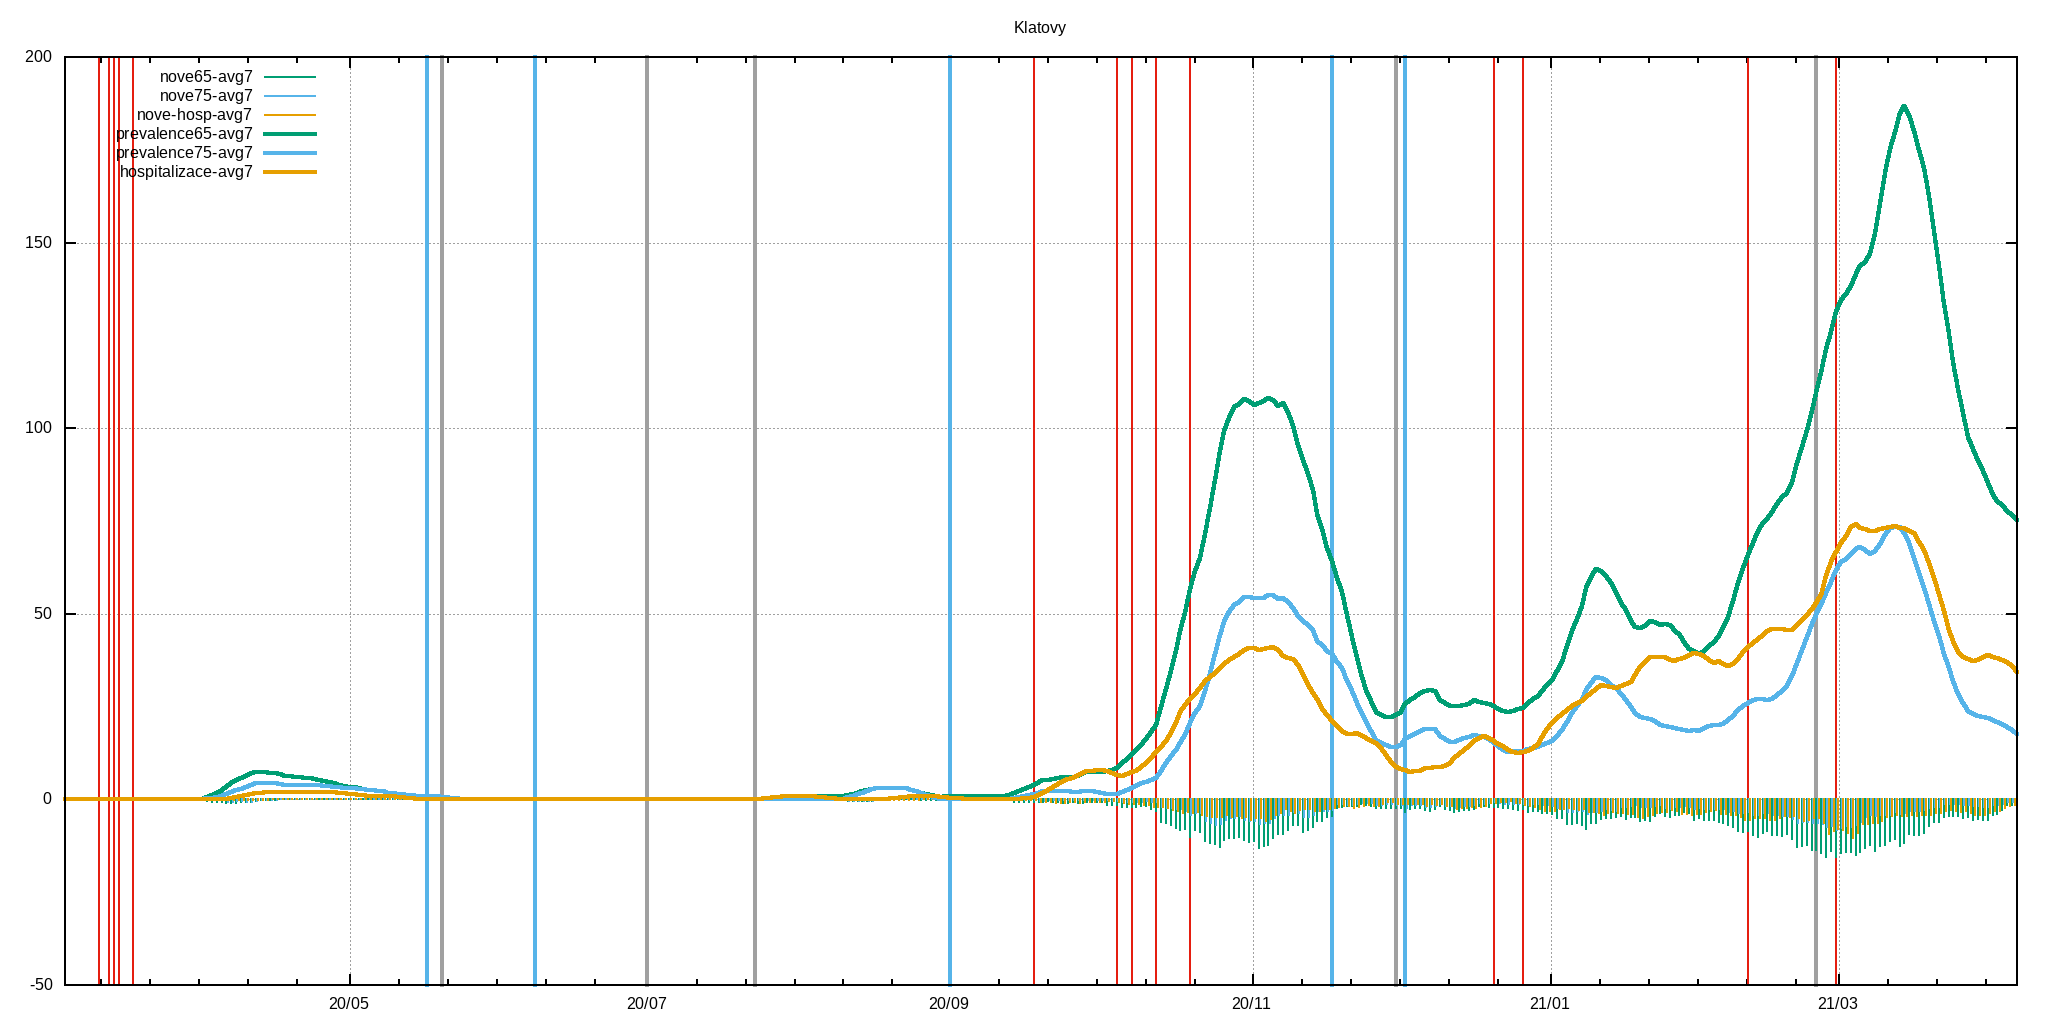 Klatovy
200
nove65-avg7
nove75-avg7
nove-hosp-avg7
prevalence65-avg7
prevalence75-avg7
hospitalizace-avg7
150
100
50
0
-50
20/05 20/07 20/09 20/11 21/01 21/03